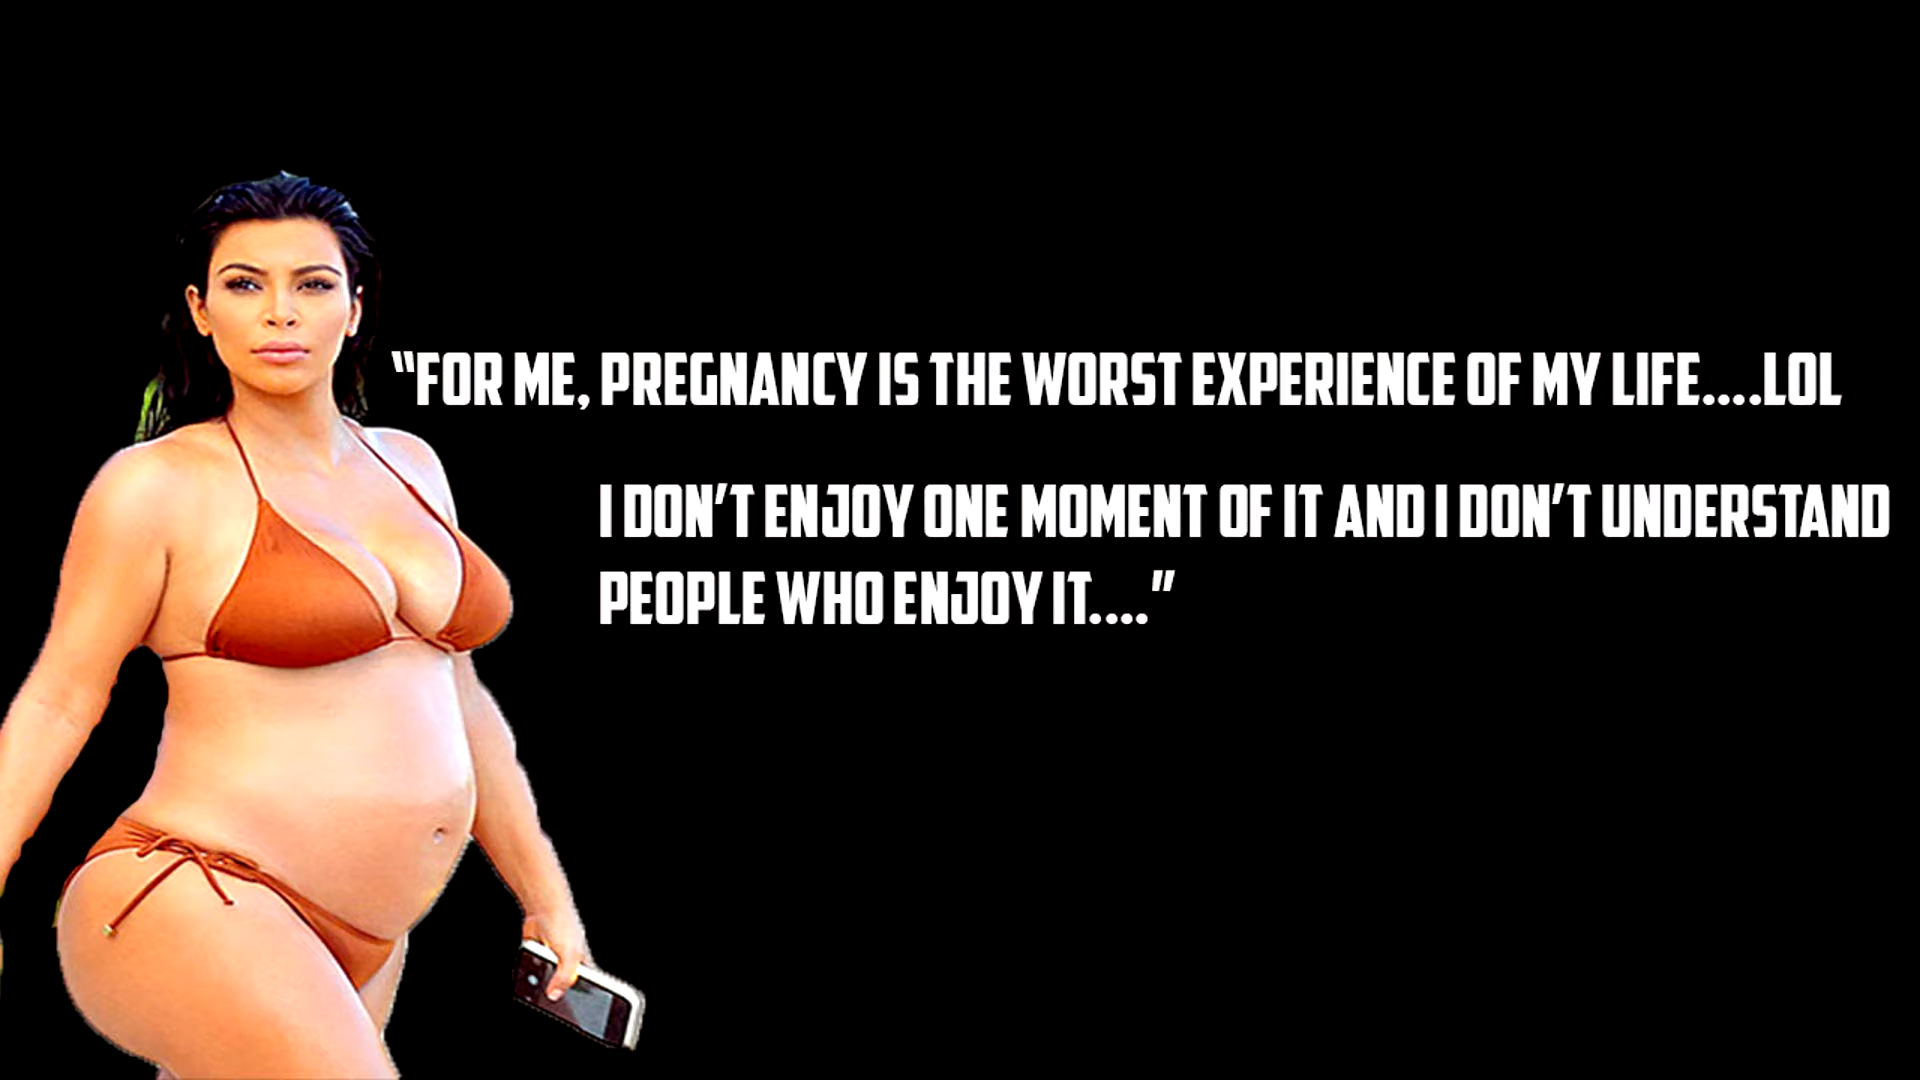 “FOR ME, PREGNANCY IS THE WORST EXPERIENCE OF MY LIFE....LOL
I DON’T ENJOY ONE MOMENT OF IT AND I DON’T UNDERSTAND
PEOPLE WHO ENJOY IT....”